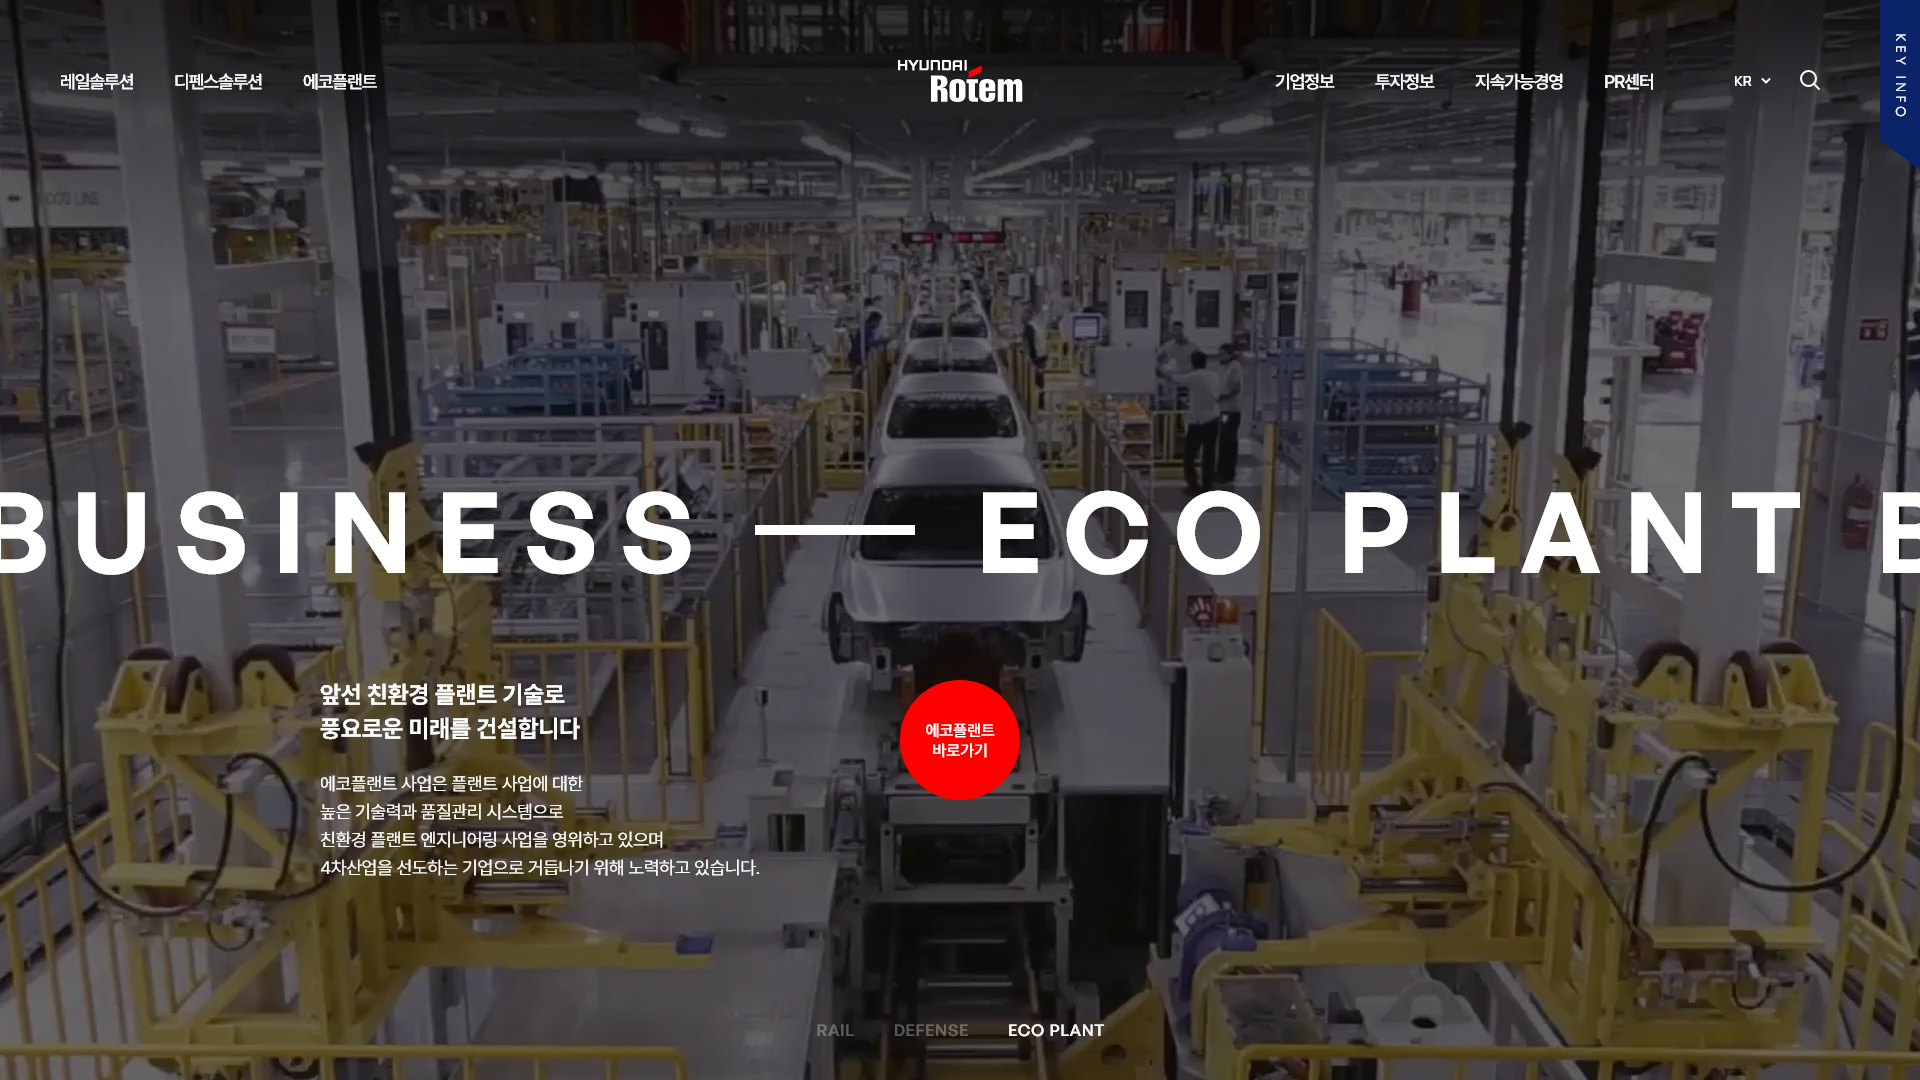 레일솔루션 디펜스솔루션 에코플랜트
HYUNDAI
Rotem
기업정보 투자정보 지속가능경영 PR센터 KR
KEY INFO
BUSINESS — ECO PLANT B
앞선 친환경 플랜트 기술로
풍요로운 미래를 건설합니다
에코플랜트
바로가기
에코플랜트 사업은 플랜트 사업에 대한
높은 기술력과 품질관리 시스템으로
친환경 플랜트 엔지니어링 사업을 영위하고 있으며
4차산업을 선도하는 기업으로 거듭나기 위해 노력하고 있습니다.
RAIL DEFENSE ECO PLANT